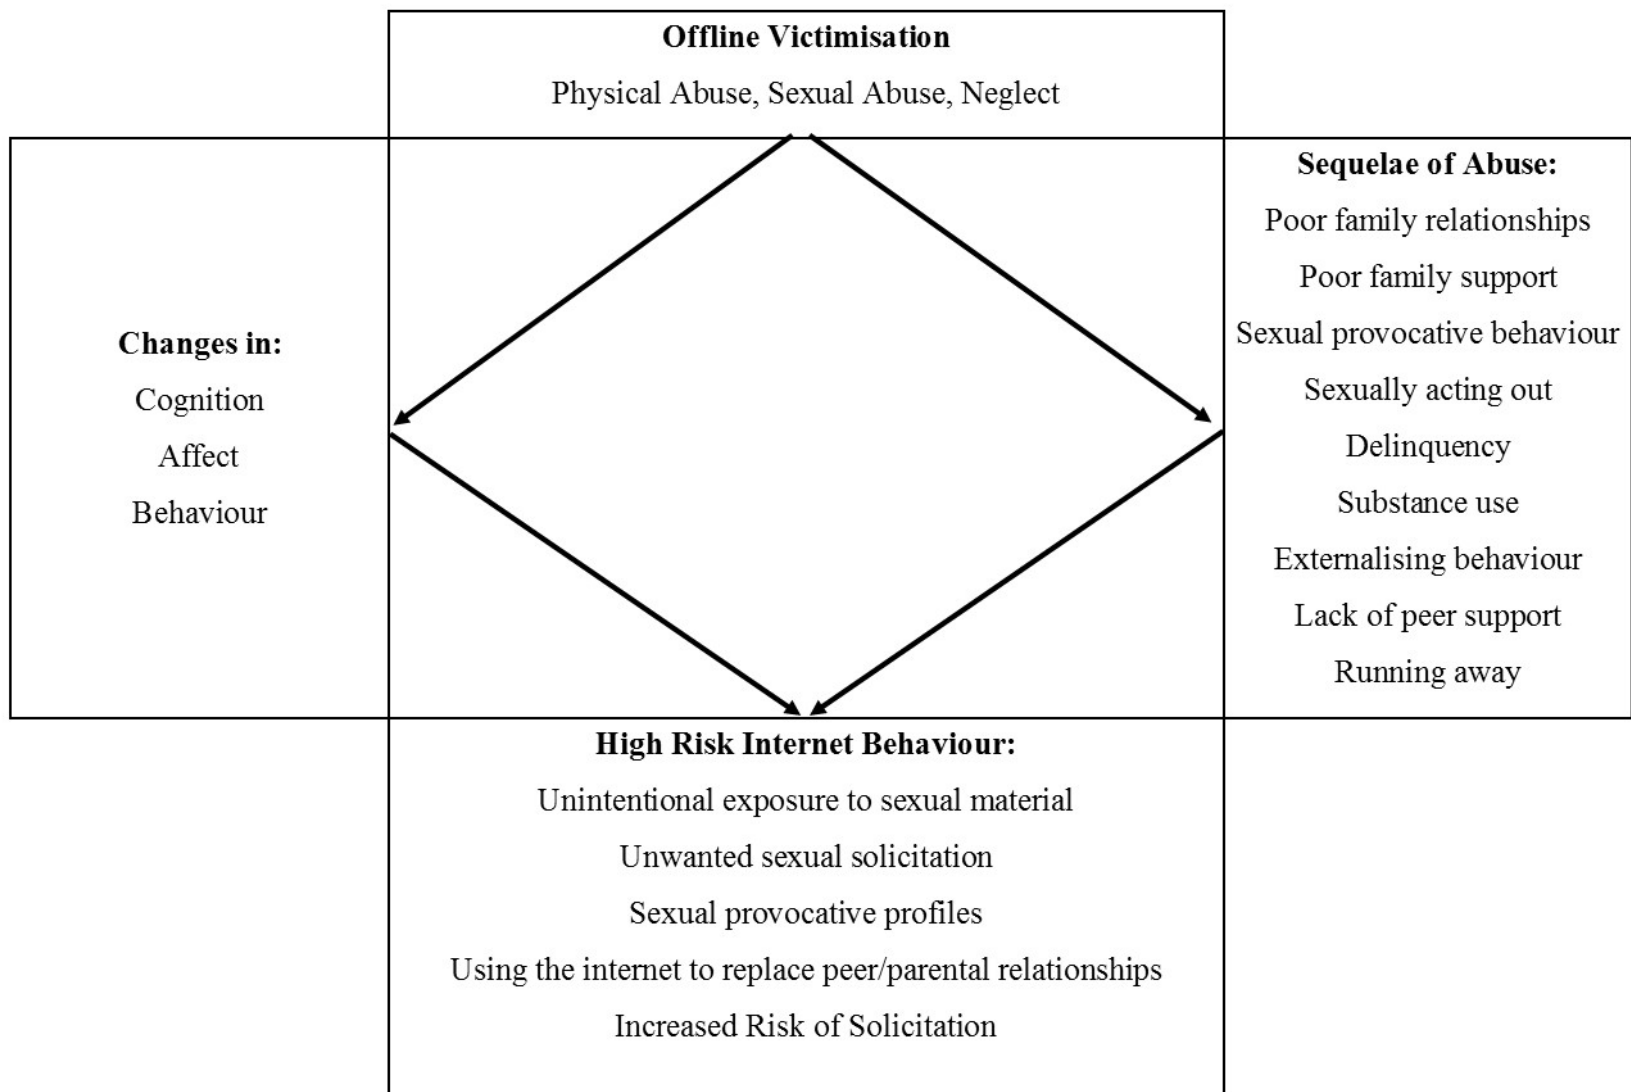 Offline Victimisation
Physical Abuse, Sexual Abuse, Neglect
Changes in:
Cognition
Affect
Behaviour
Sequelae of Abuse:
Poor family relationships
Poor family support
Sexual provocative behaviour
Sexually acting out
Delinquency
Substance use
Externalising behaviour
Lack of peer support
Running away
High Risk Internet Behaviour:
Unintentional exposure to sexual material
Unwanted sexual solicitation
Sexual provocative profiles
Using the internet to replace peer/parental relationships
Increased Risk of Solicitation